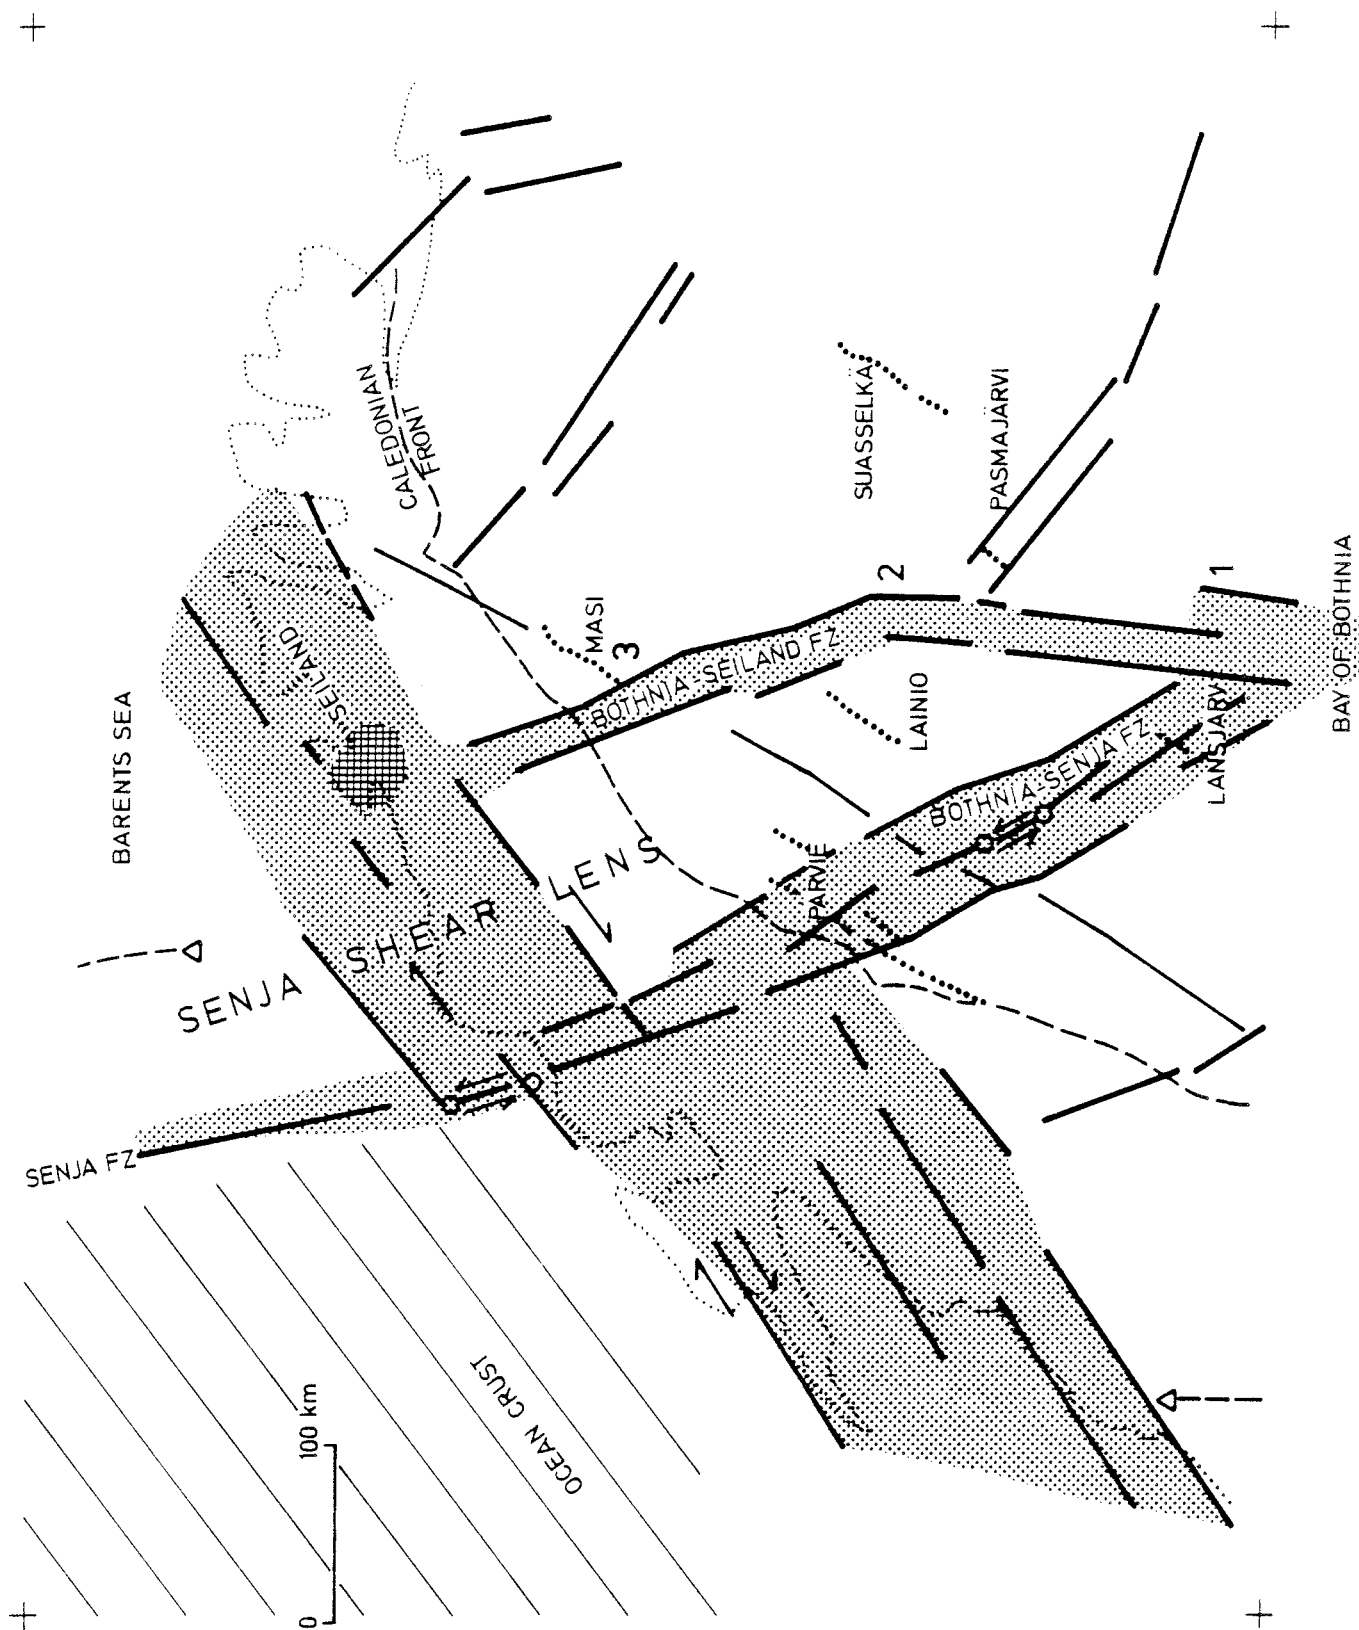 BARENTS SEA
SEILAND
CALEDONIAN
FRONT
SENJA
SHEAR
LENS
SENJA FZ
MASI
3
BOTHNIA-SEILAND FZ
2
SUASSELKÄ
PASMAJÄRVI
1
LAINIO
PÄRVIE
BOTHNIA-SENJA FZ
LANSJÄRV
BAY OF BOTHNIA
OCEAN CRUST
0
100 km